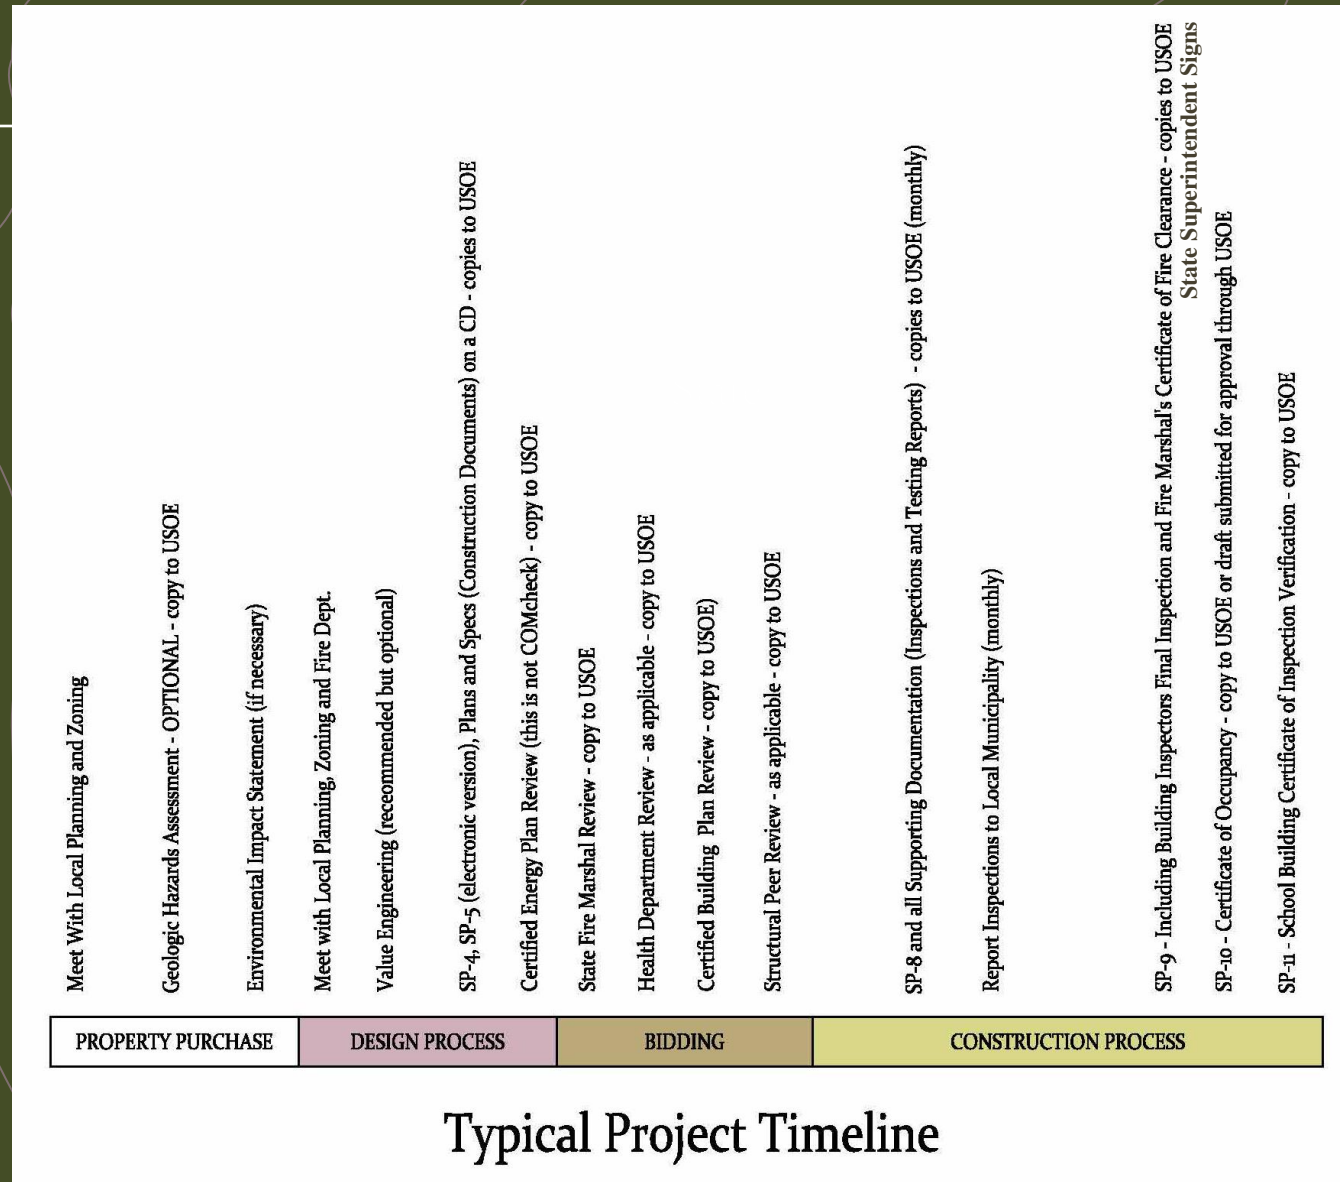 Meet With Local Planning and Zoning
Geologic Hazards Assessment - OPTIONAL - copy to USOE
Environmental Impact Statement (if necessary)
Meet with Local Planning, Zoning and Fire Dept.
Value Engineering (receommended but optional)
SP-4, SP-5 (electronic version), Plans and Specs (Construction Documents) on a CD - copies to USOE
Certified Energy Plan Review (this is not COMcheck) - copy to USOE
State Fire Marshal Review - copy to USOE
Health Department Review - as applicable - copy to USOE
Certified Building Plan Review - copy to USOE)
Structural Peer Review - as applicable - copy to USOE
SP-8 and all Supporting Documentation (Inspections and Testing Reports) - copies to USOE (monthly)
Report Inspections to Local Municipality (monthly)
SP-9 - Including Building Inspectors Final Inspection and Fire Marshal's Certificate of Fire Clearance - copies to USOE
State Superintendent Signs
SP-10 - Certificate of Occupancy - copy to USOE or draft submitted for approval through USOE
SP-11 - School Building Certificate of Inspection Verification - copy to USOE
PROPERTY PURCHASE
DESIGN PROCESS
BIDDING
CONSTRUCTION PROCESS
Typical Project Timeline